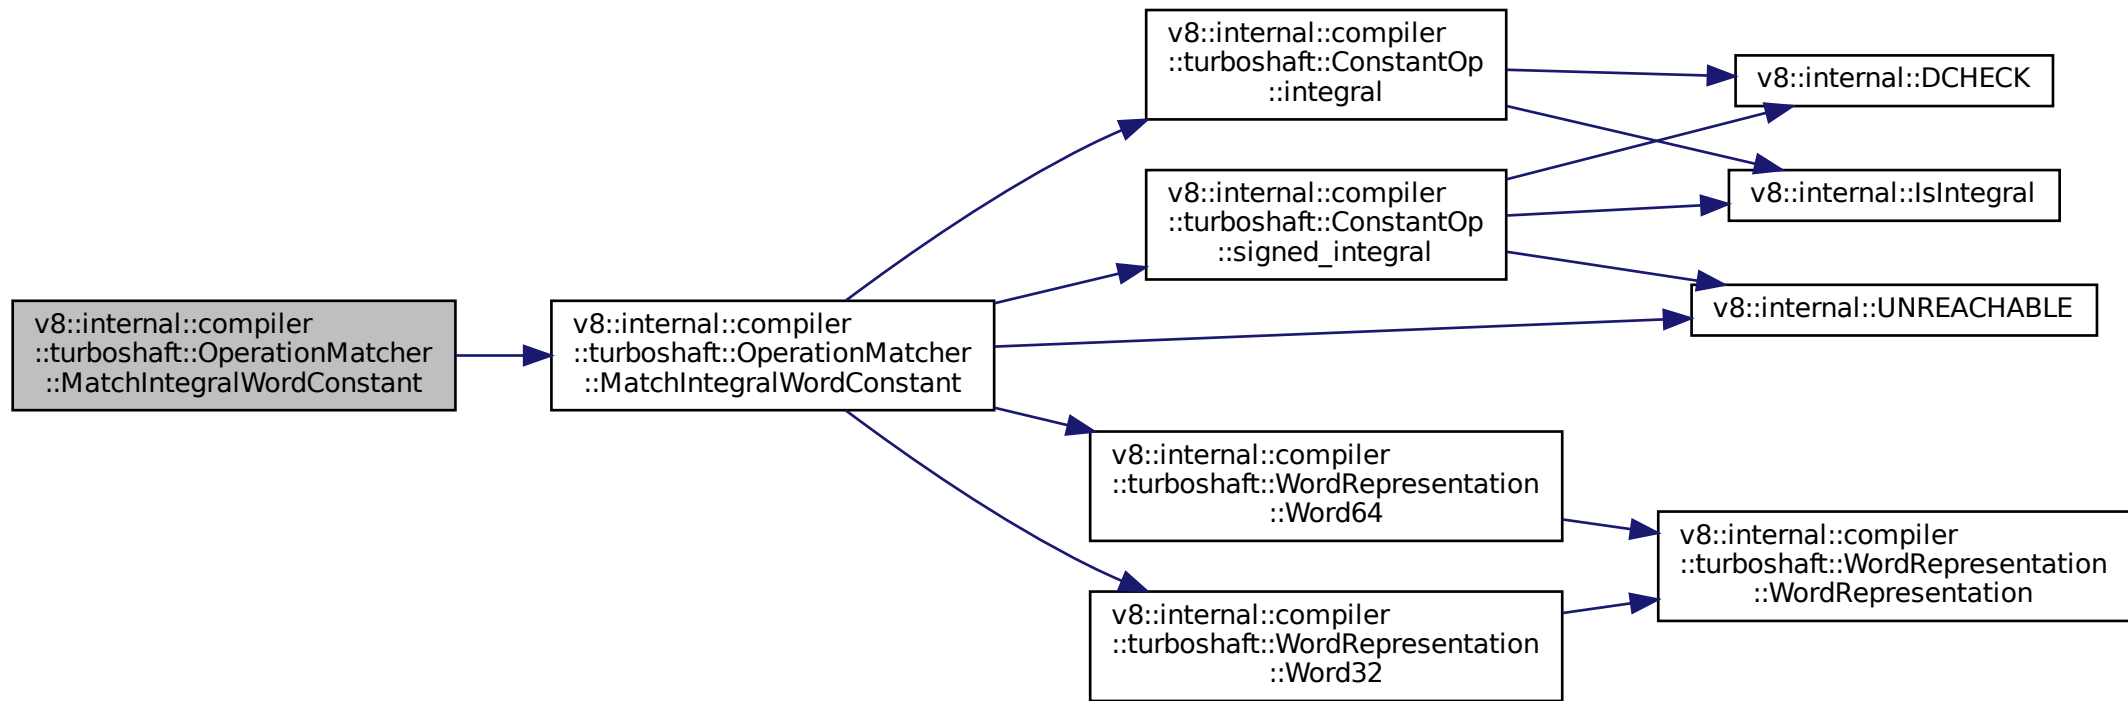 v8::internal::compiler
::turboshaft::OperationMatcher
::MatchIntegralWordConstant
v8::internal::compiler
::turboshaft::OperationMatcher
::MatchIntegralWordConstant
v8::internal::compiler
::turboshaft::ConstantOp
::integral
v8::internal::compiler
::turboshaft::ConstantOp
::signed_integral
v8::internal::compiler
::turboshaft::WordRepresentation
::Word64
v8::internal::compiler
::turboshaft::WordRepresentation
::Word32
v8::internal::DCHECK
v8::internal::IsIntegral
v8::internal::UNREACHABLE
v8::internal::compiler
::turboshaft::WordRepresentation
::WordRepresentation